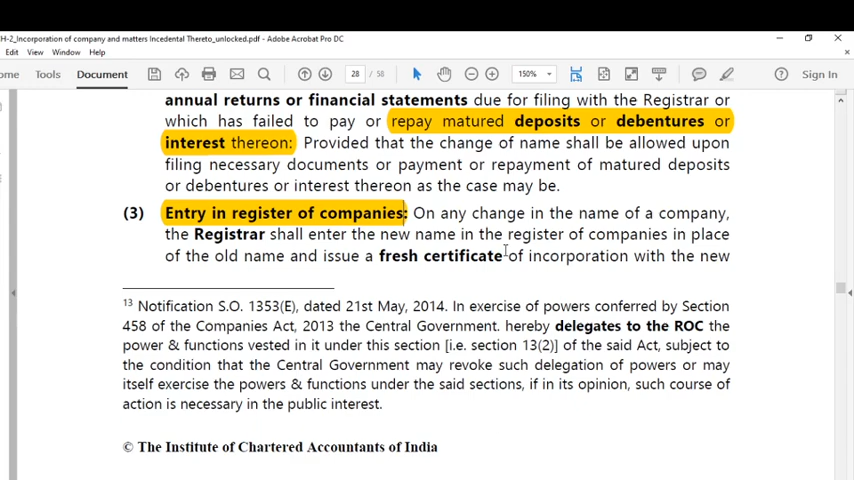 H-2_Incorporation of company and matters Incedental Thereto_unlocked.pdf - Adobe Acrobat Pro DC
Edit View Window Help
ome Tools Document 28 / 58 150% Sign In
annual returns or financial statements due for filing with the Registrar or
which has failed to pay or repay matured deposits or debentures or
interest thereon: Provided that the change of name shall be allowed upon
filing necessary documents or payment or repayment of matured deposits
or debentures or interest thereon as the case may be.
(3) Entry in register of companies: On any change in the name of a company,
the Registrar shall enter the new name in the register of companies in place
of the old name and issue a fresh certificate of incorporation with the new
13 Notification S.O. 1353(E), dated 21st May, 2014. In exercise of powers conferred by Section
458 of the Companies Act, 2013 the Central Government. hereby delegates to the ROC the
power & functions vested in it under this section [i.e. section 13(2)] of the said Act, subject to
the condition that the Central Government may revoke such delegation of powers or may
itself exercise the powers & functions under the said sections, if in its opinion, such course of
action is necessary in the public interest.
© The Institute of Chartered Accountants of India